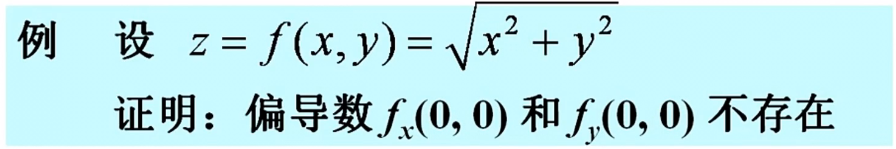 例 设 z = f(x, y) = √(x² + y²)
证明：偏导数 fₓ(0, 0) 和 f_y(0, 0) 不存在